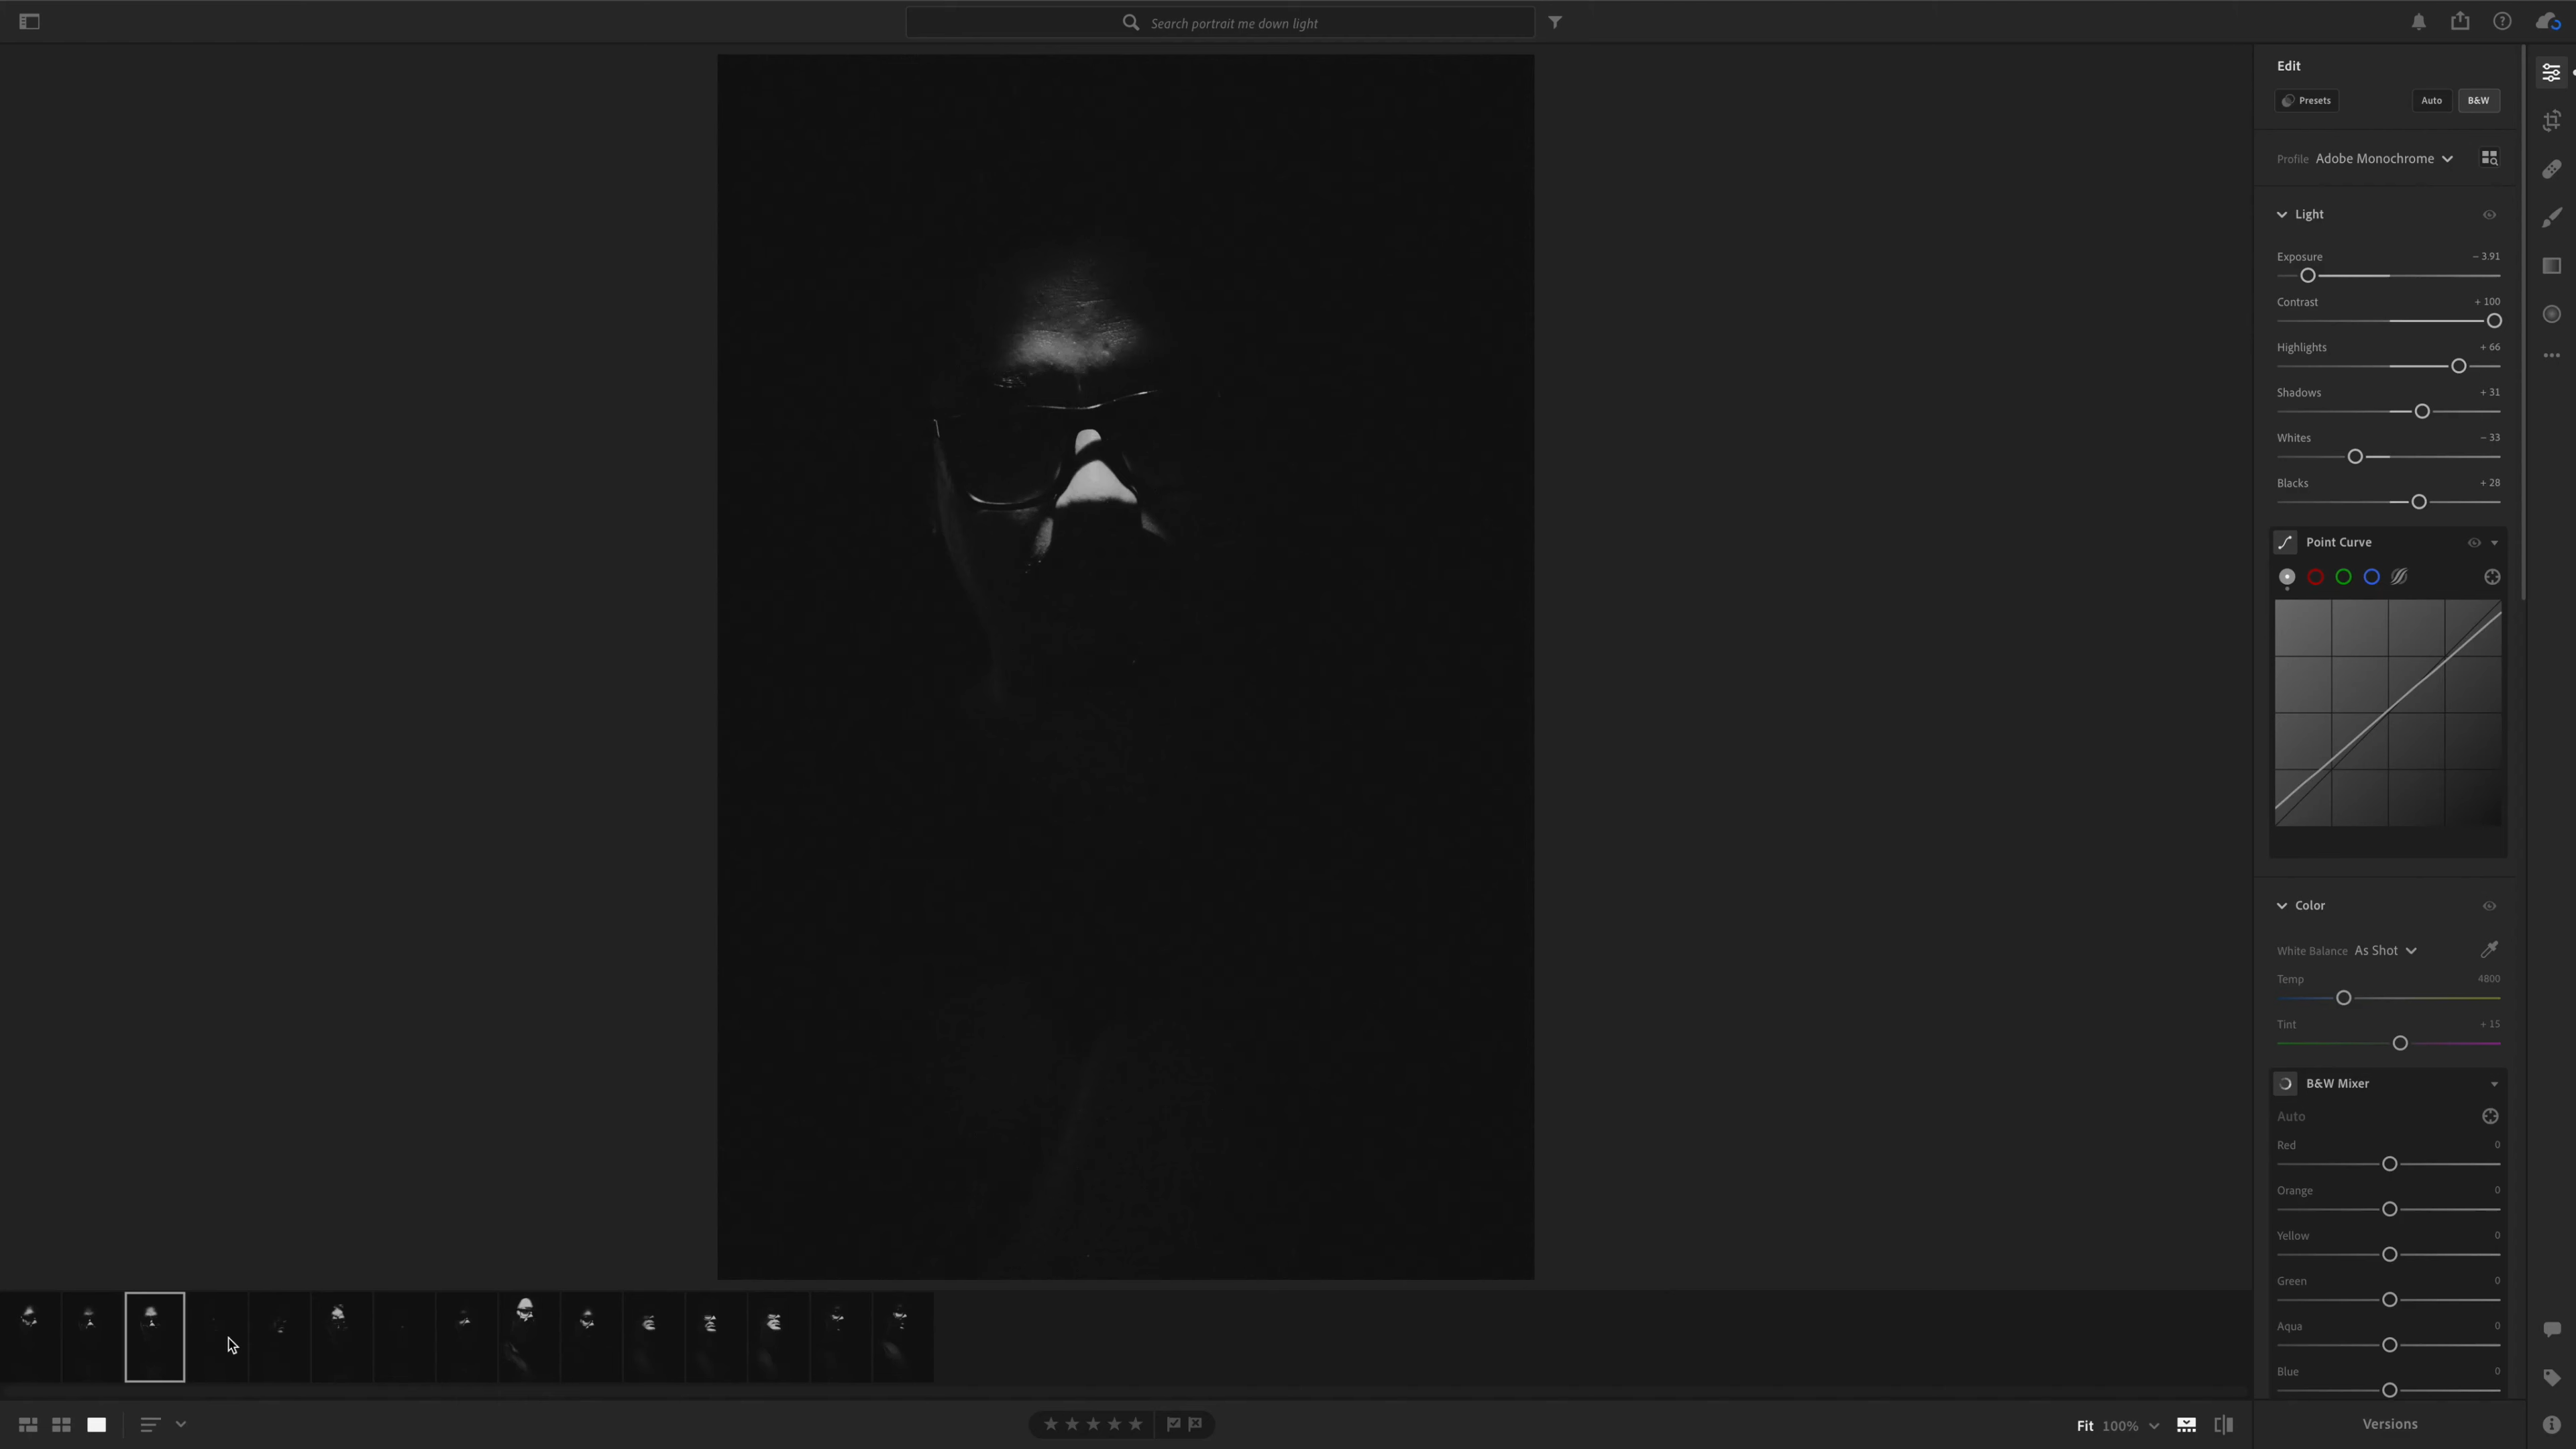 Search portrait me down light
Edit
Presets
Auto
B&W
Profile Adobe Monochrome
Light
Exposure − 3.91
Contrast + 100
Highlights + 66
Shadows + 31
Whites − 33
Blacks + 28
Point Curve
Color
White Balance As Shot
Temp 4800
Tint + 15
B&W Mixer
Auto
Red 0
Orange 0
Yellow 0
Green 0
Aqua 0
Blue 0
Fit 100%
Versions